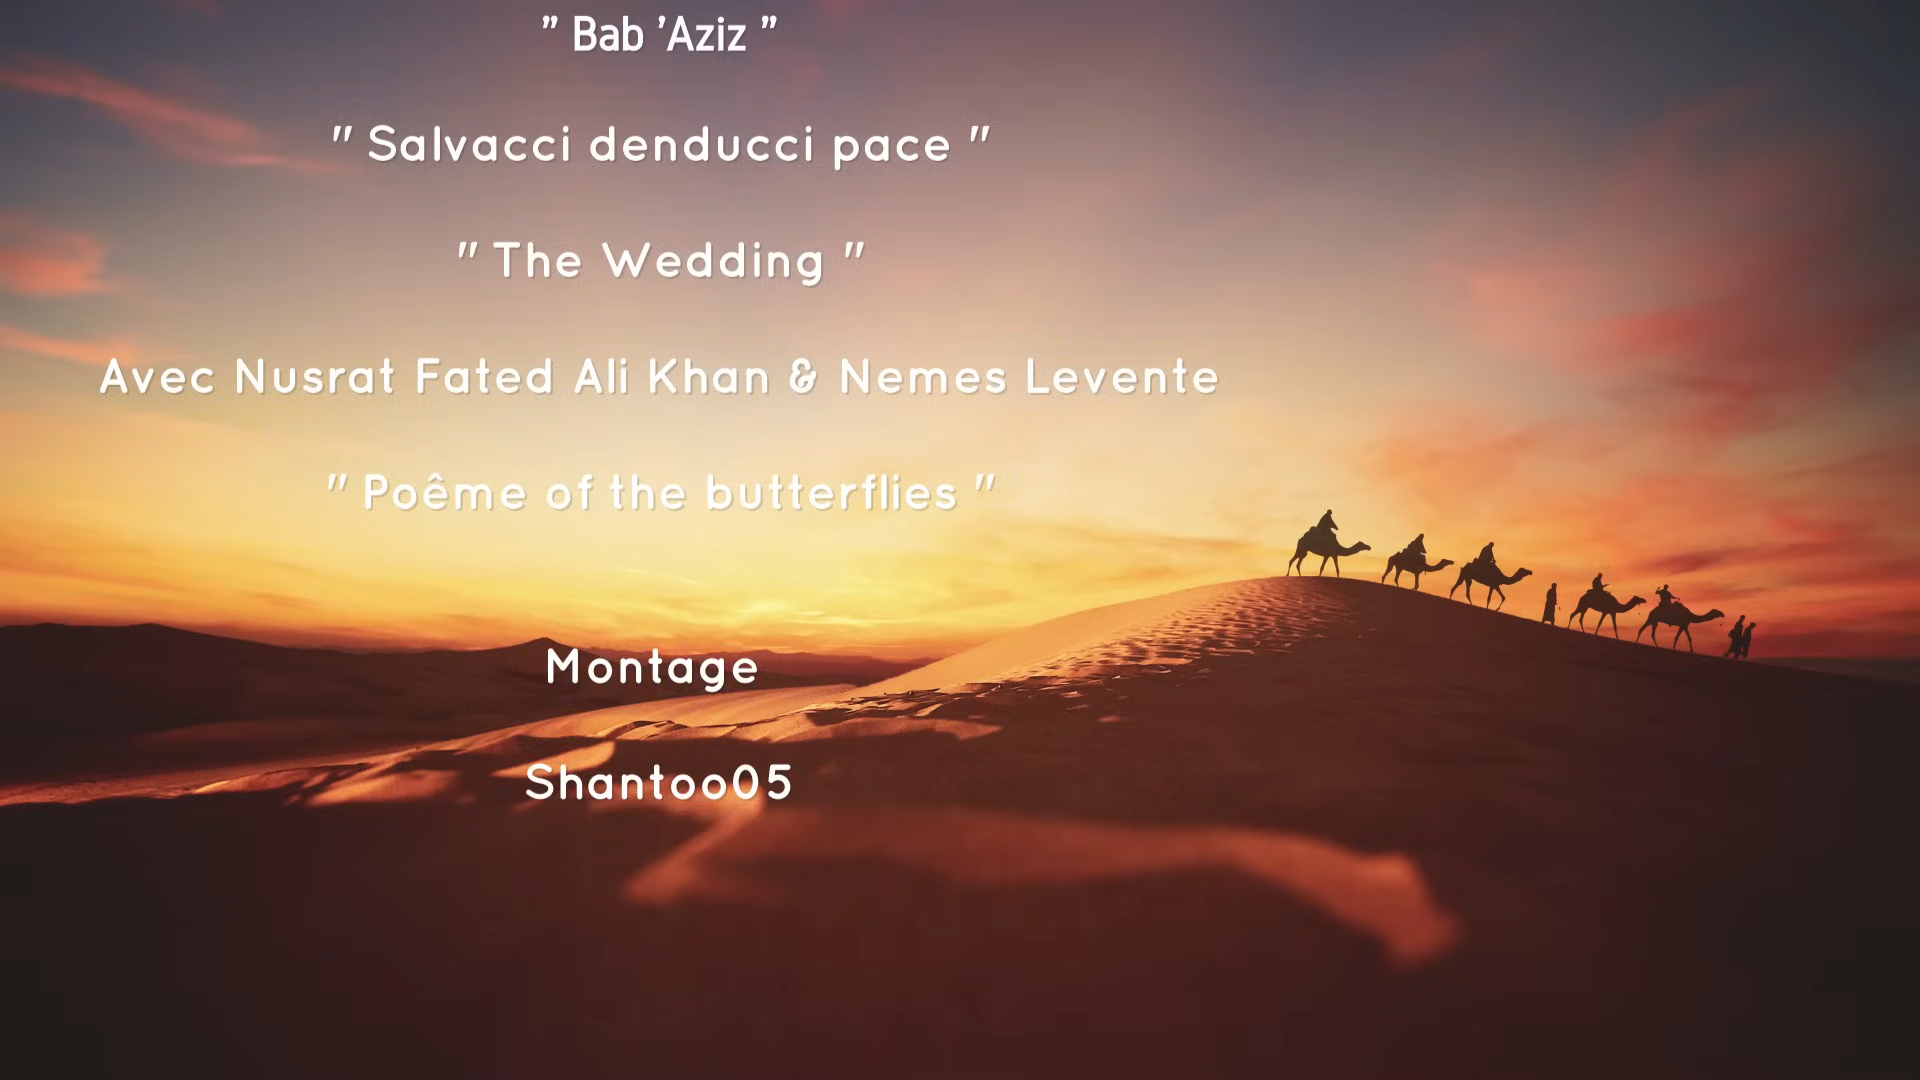 " Bab 'Aziz "
" Salvacci denducci pace "
" The Wedding "
Avec Nusrat Fated Ali Khan & Nemes Levente
" Poême of the butterflies "
Montage
Shantoo05